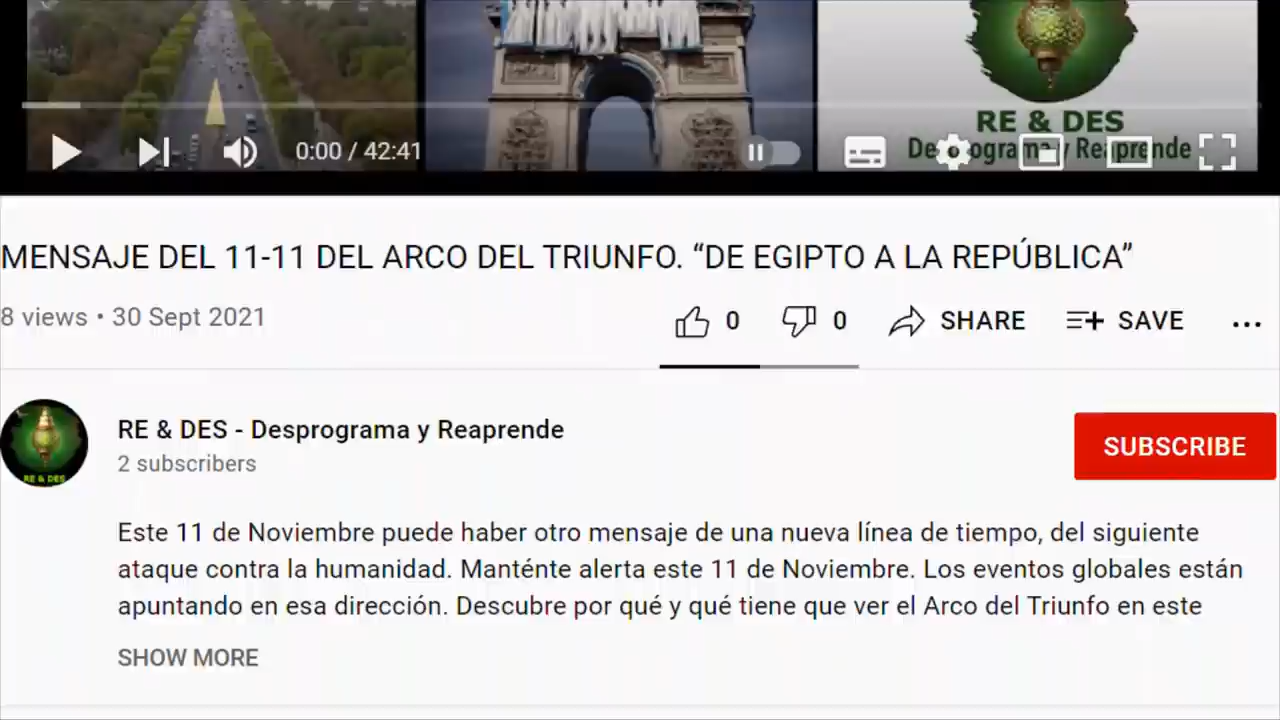 RE & DES
Desprograma y Reaprende
0:00 / 42:41
MENSAJE DEL 11-11 DEL ARCO DEL TRIUNFO. “DE EGIPTO A LA REPÚBLICA”
8 views • 30 Sept 2021
0
0
SHARE
SAVE
RE & DES
RE & DES - Desprograma y Reaprende
2 subscribers
SUBSCRIBE
Este 11 de Noviembre puede haber otro mensaje de una nueva línea de tiempo, del siguiente
ataque contra la humanidad. Manténte alerta este 11 de Noviembre. Los eventos globales están
apuntando en esa dirección. Descubre por qué y qué tiene que ver el Arco del Triunfo en este
SHOW MORE